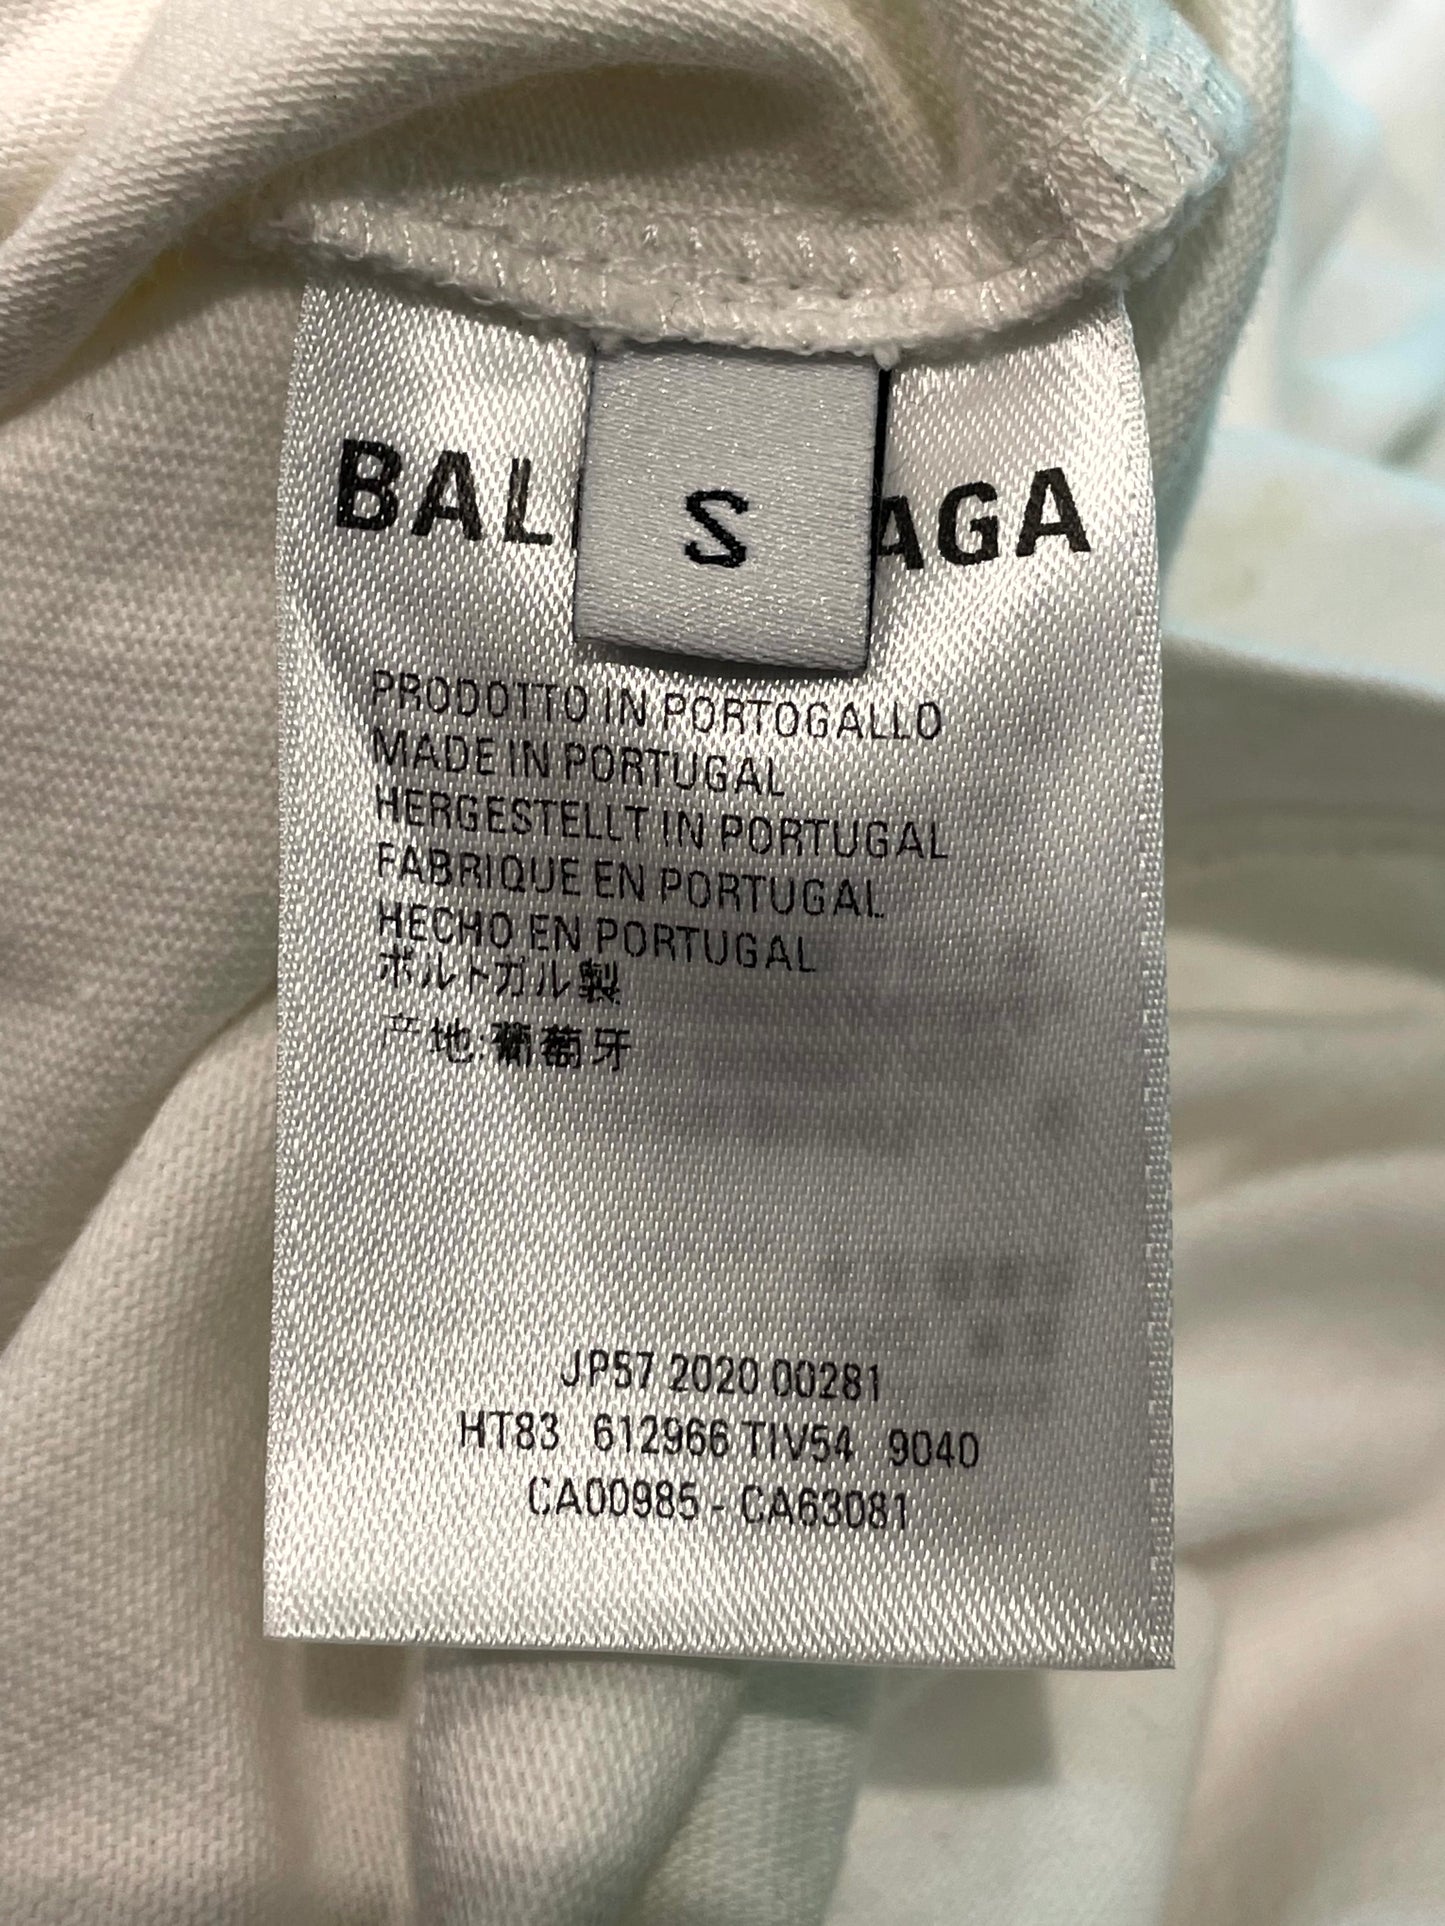 BAL AGA
S
PRODOTTO IN PORTOGALLO
MADE IN PORTUGAL
HERGESTELLT IN PORTUGAL
FABRIQUE EN PORTUGAL
HECHO EN PORTUGAL
ポルトガル製
产地:葡萄牙
JP57 2020 00281
HT83 612966 TIV54 9040
CA00985 - CA63081